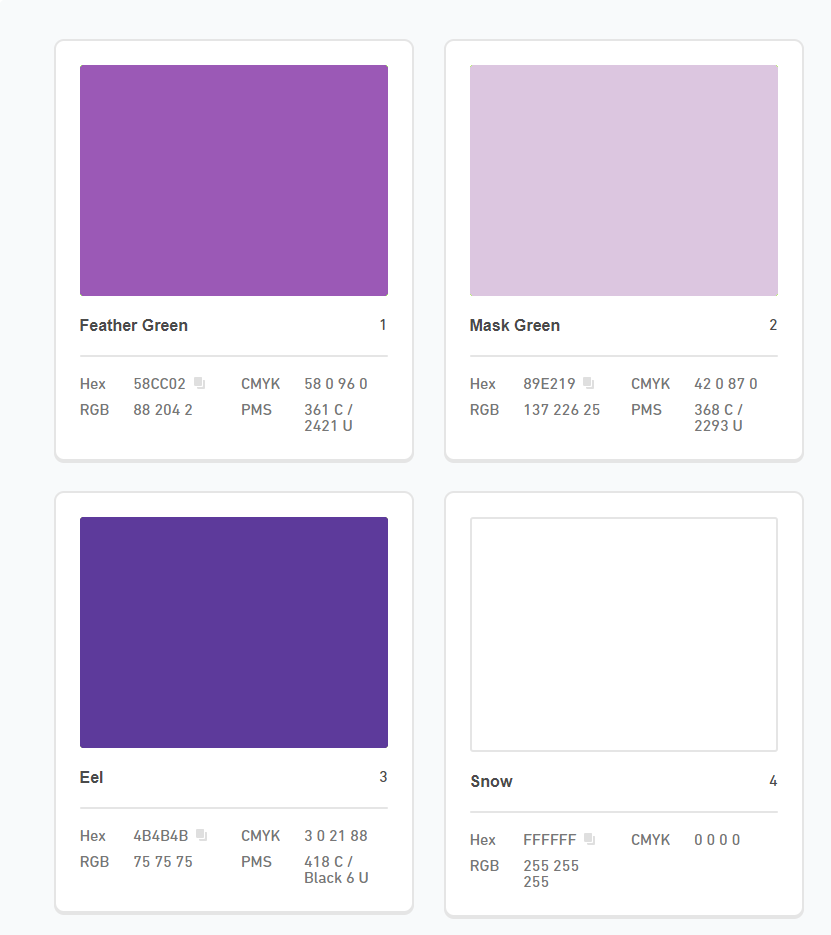 Feather Green 1
Hex 58CC02 CMYK 58 0 96 0
RGB 88 204 2 PMS 361 C /
2421 U
Mask Green 2
Hex 89E219 CMYK 42 0 87 0
RGB 137 226 25 PMS 368 C /
2293 U
Eel 3
Hex 4B4B4B CMYK 3 0 21 88
RGB 75 75 75 PMS 418 C /
Black 6 U
Snow 4
Hex FFFFFF CMYK 0 0 0 0
RGB 255 255
255